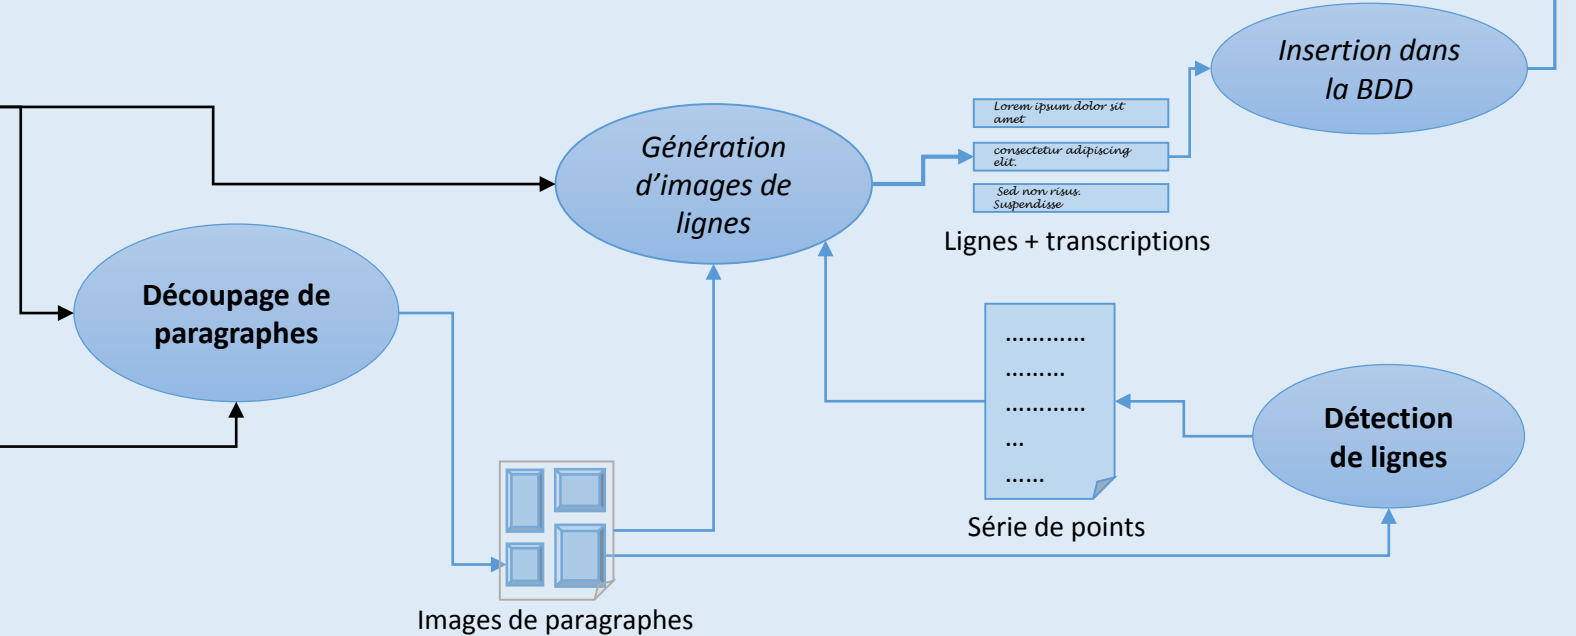 Insertion dans
la BDD
Lorem ipsum dolor sit
amet
consectetur adipiscing
elit.
Sed non risus.
Suspendisse
Lignes + transcriptions
Génération
d’images de
lignes
Découpage de
paragraphes
…………
………
…………
…
……
Série de points
Détection
de lignes
Images de paragraphes